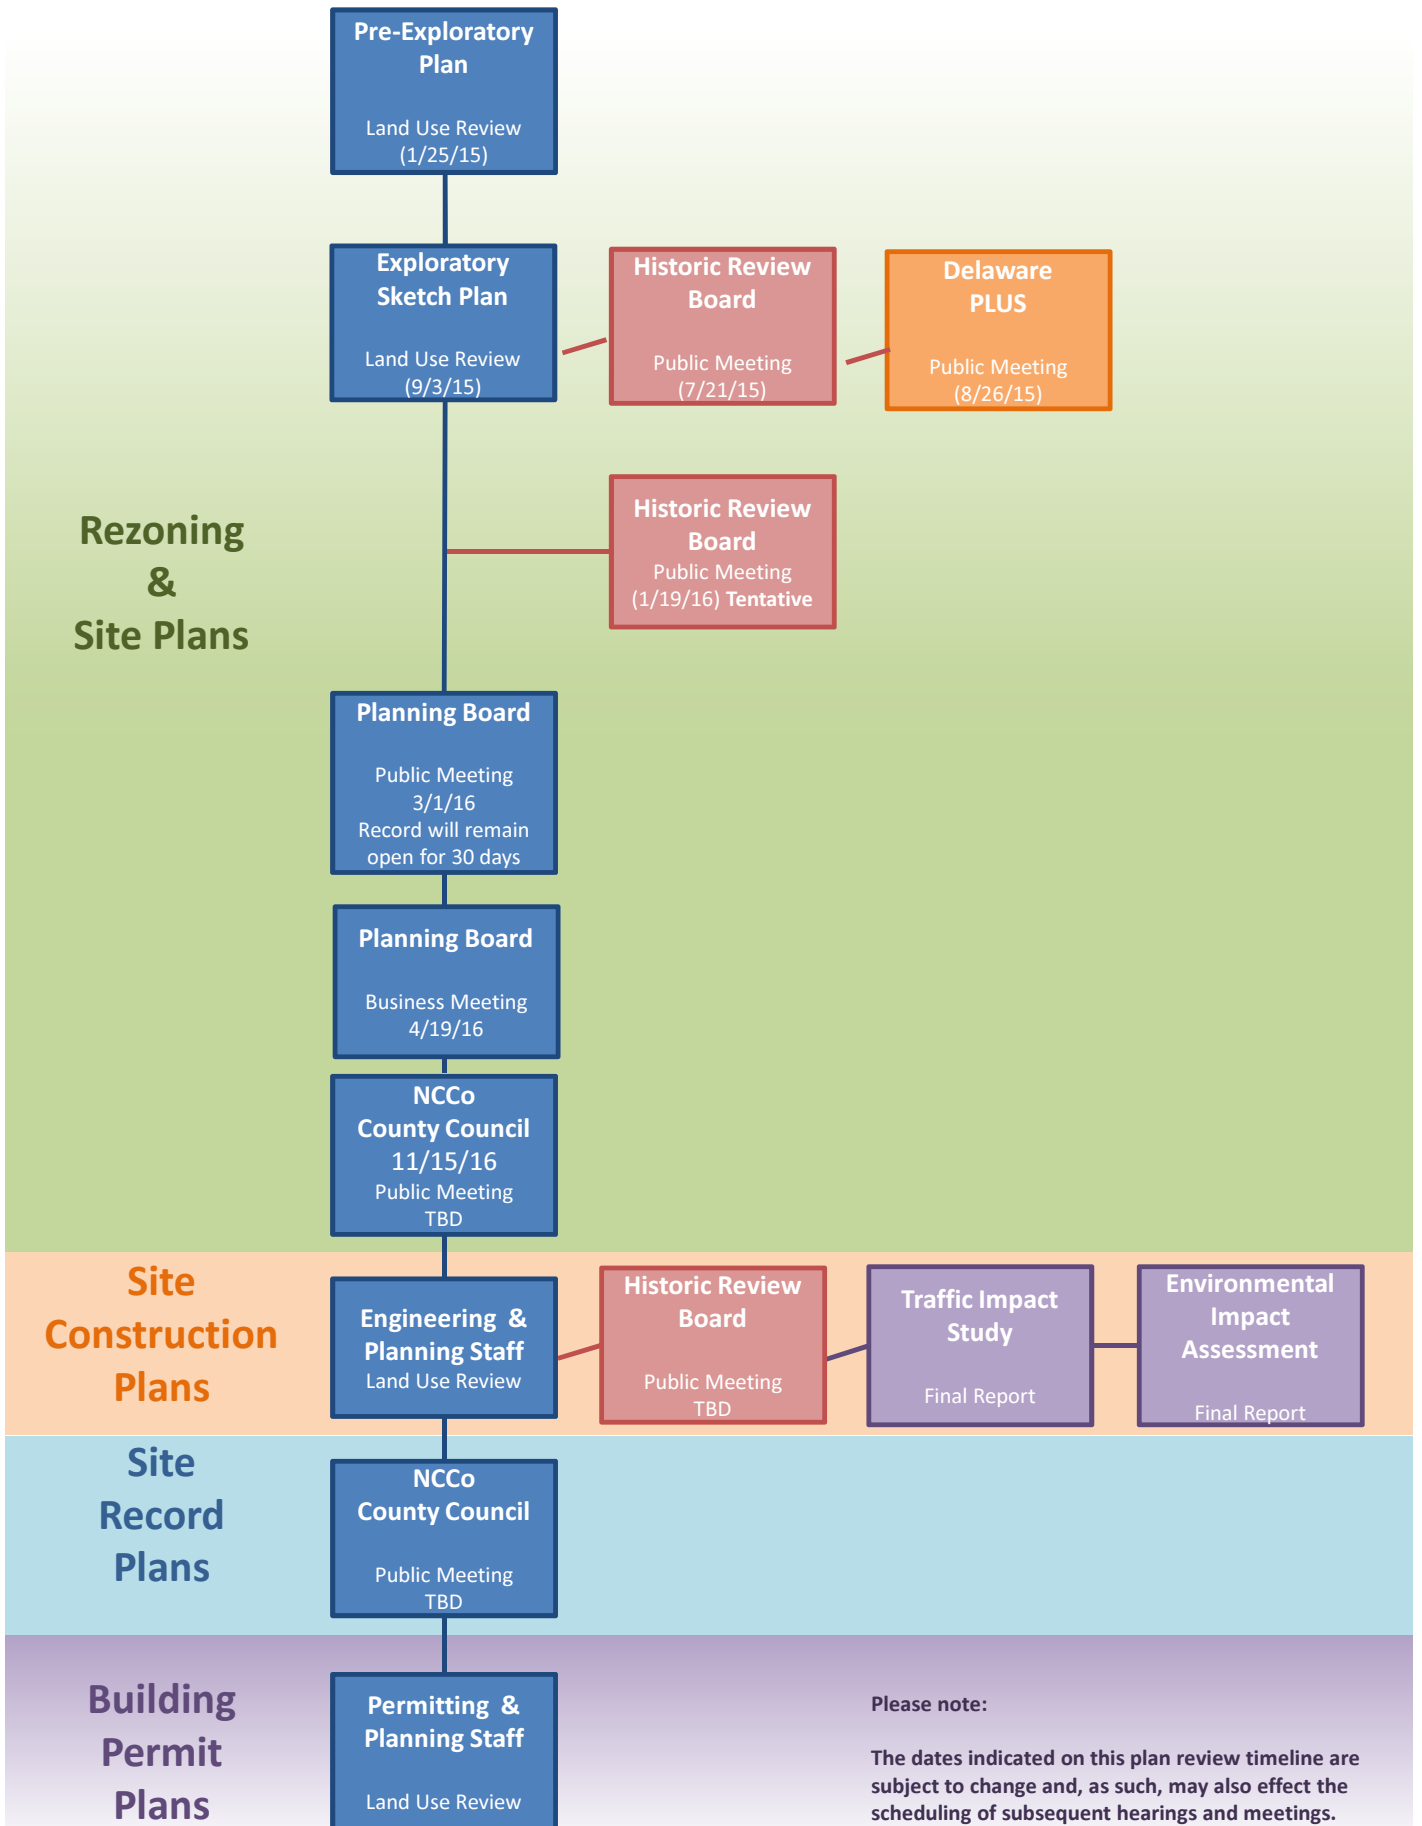 Pre-Exploratory
Plan
Land Use Review
(1/25/15)
Exploratory
Sketch Plan
Land Use Review
(9/3/15)
Historic Review
Board
Public Meeting
(7/21/15)
Delaware
PLUS
Public Meeting
(8/26/15)
Rezoning
&
Site Plans
Historic Review
Board
Public Meeting
(1/19/16) Tentative
Planning Board
Public Meeting
3/1/16
Record will remain
open for 30 days
Planning Board
Business Meeting
4/19/16
NCCo
County Council
11/15/16
Public Meeting
TBD
Site
Construction
Plans
Engineering &
Planning Staff
Land Use Review
Historic Review
Board
Public Meeting
TBD
Traffic Impact
Study
Final Report
Environmental
Impact
Assessment
Final Report
Site
Record
Plans
NCCo
County Council
Public Meeting
TBD
Building
Permit
Plans
Permitting &
Planning Staff
Land Use Review
Please note:
The dates indicated on this plan review timeline are
subject to change and, as such, may also effect the
scheduling of subsequent hearings and meetings.